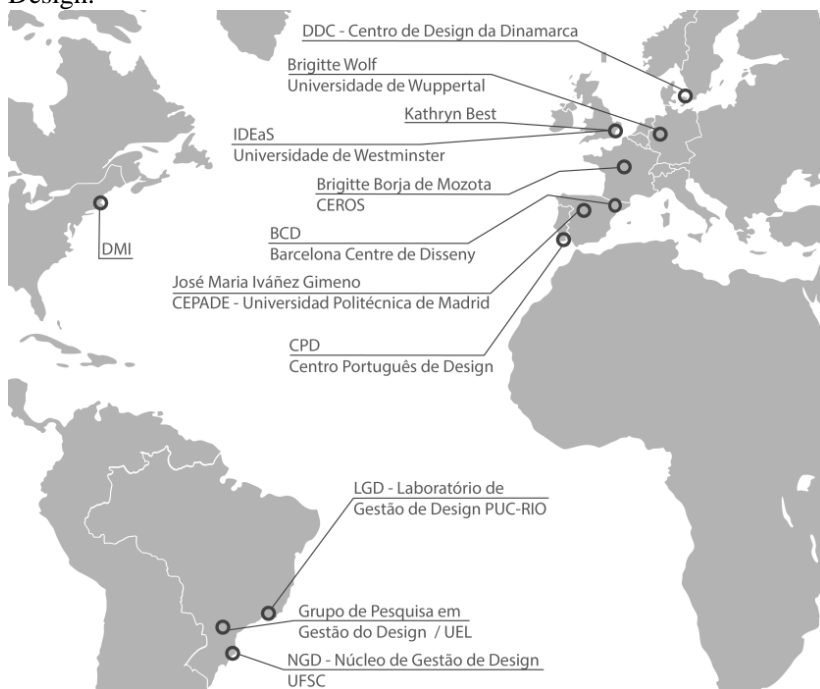 Design.
DDC - Centro de Design da Dinamarca
Brigitte Wolf
Universidade de Wuppertal
Kathryn Best
IDEaS
Universidade de Westminster
Brigitte Borja de Mozota
CEROS
BCD
Barcelona Centre de Disseny
DMI
José Maria Iváñez Gimeno
CEPADE - Universidad Politécnica de Madrid
CPD
Centro Português de Design
LGD - Laboratório de
Gestão de Design PUC-RIO
Grupo de Pesquisa em
Gestão do Design / UEL
NGD - Núcleo de Gestão de Design
UFSC